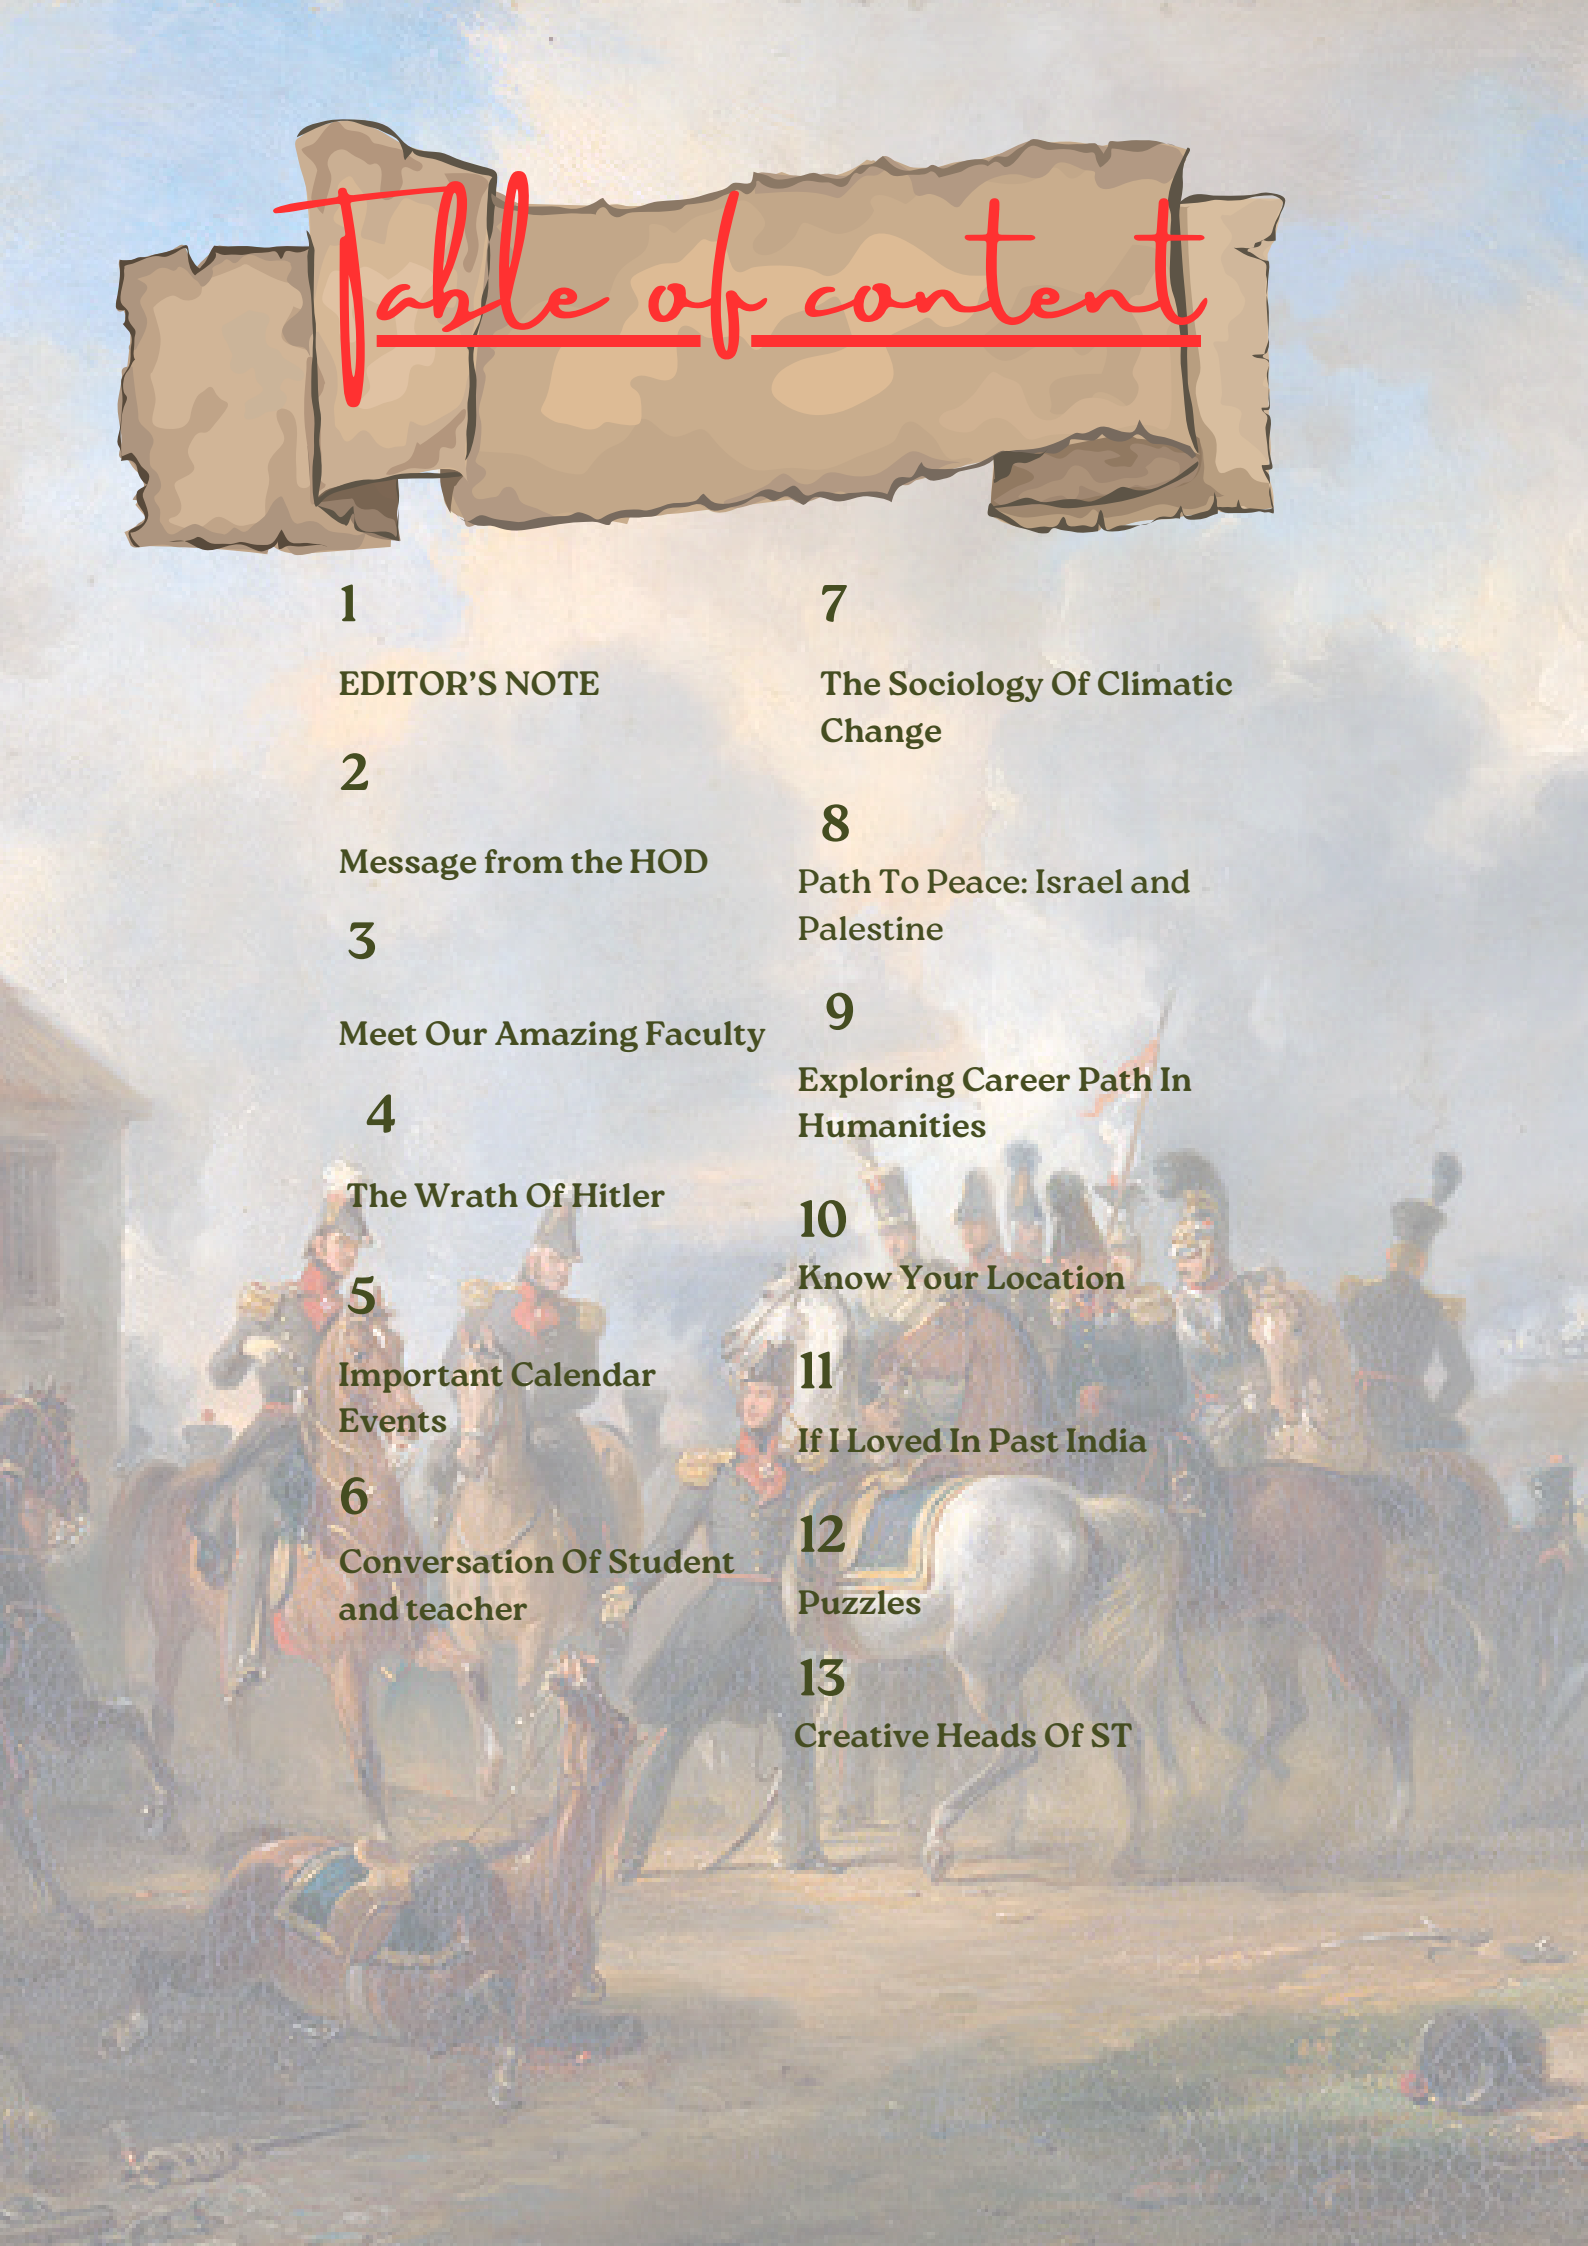 Table of content
1
EDITOR'S NOTE
2
Message from the HOD
3
Meet Our Amazing Faculty
4
The Wrath Of Hitler
5
Important Calendar
Events
6
Conversation Of Student
and teacher
7
The Sociology Of Climatic
Change
8
Path To Peace: Israel and
Palestine
9
Exploring Career Path In
Humanities
10
Know Your Location
11
If I Loved In Past India
12
Puzzles
13
Creative Heads Of ST